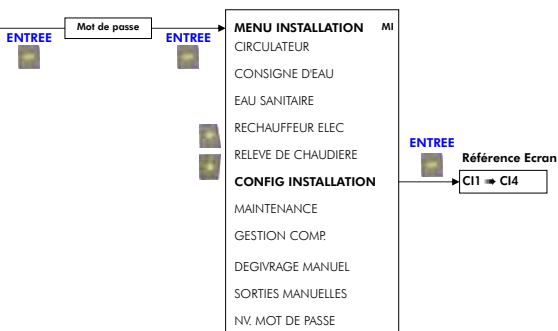 Mot de passe
ENTREE
ENTREE
MENU INSTALLATION MI
CIRCULATEUR
CONSIGNE D'EAU
EAU SANITAIRE
RECHAUFFEUR ELEC
RELEVE DE CHAUDIERE
CONFIG INSTALLATION
MAINTENANCE
GESTION COMP.
DEGIVRAGE MANUEL
SORTIES MANUELLES
NV. MOT DE PASSE
ENTREE
Référence Ecran
CI1 ➠ CI4